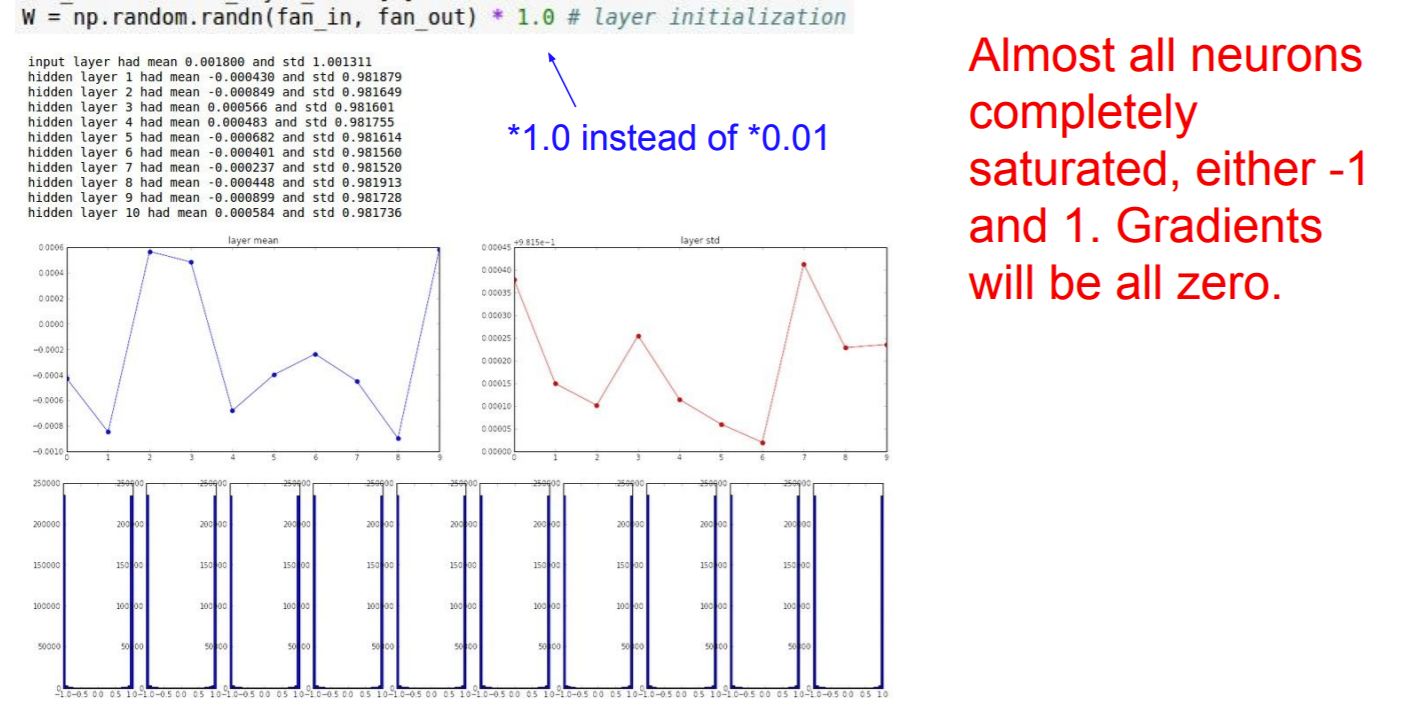 W = np.random.randn(fan_in, fan_out) * 1.0 # layer initialization
input layer had mean 0.001800 and std 1.001311
hidden layer 1 had mean -0.000430 and std 0.981879
hidden layer 2 had mean -0.000849 and std 0.981649
hidden layer 3 had mean 0.000566 and std 0.981601
hidden layer 4 had mean 0.000483 and std 0.981755
hidden layer 5 had mean -0.000682 and std 0.981614
hidden layer 6 had mean -0.000401 and std 0.981560
hidden layer 7 had mean -0.000237 and std 0.981520
hidden layer 8 had mean -0.000448 and std 0.981913
hidden layer 9 had mean -0.000899 and std 0.981728
hidden layer 10 had mean 0.000584 and std 0.981736
*1.0 instead of *0.01
Almost all neurons
completely
saturated, either -1
and 1. Gradients
will be all zero.
layer mean
0.0006
0.0004
0.0002
0.0000
−0.0002
−0.0004
−0.0006
−0.0008
−0.0010
0 1 2 3 4 5 6 7 8 9
layer std
+9.815e−1
0.00045
0.00040
0.00035
0.00030
0.00025
0.00020
0.00015
0.00010
0.00005
0.00000
0 1 2 3 4 5 6 7 8 9
250000
200000
150000
100000
50000
0
−1.0 −0.5 0.0 0.5 1.0